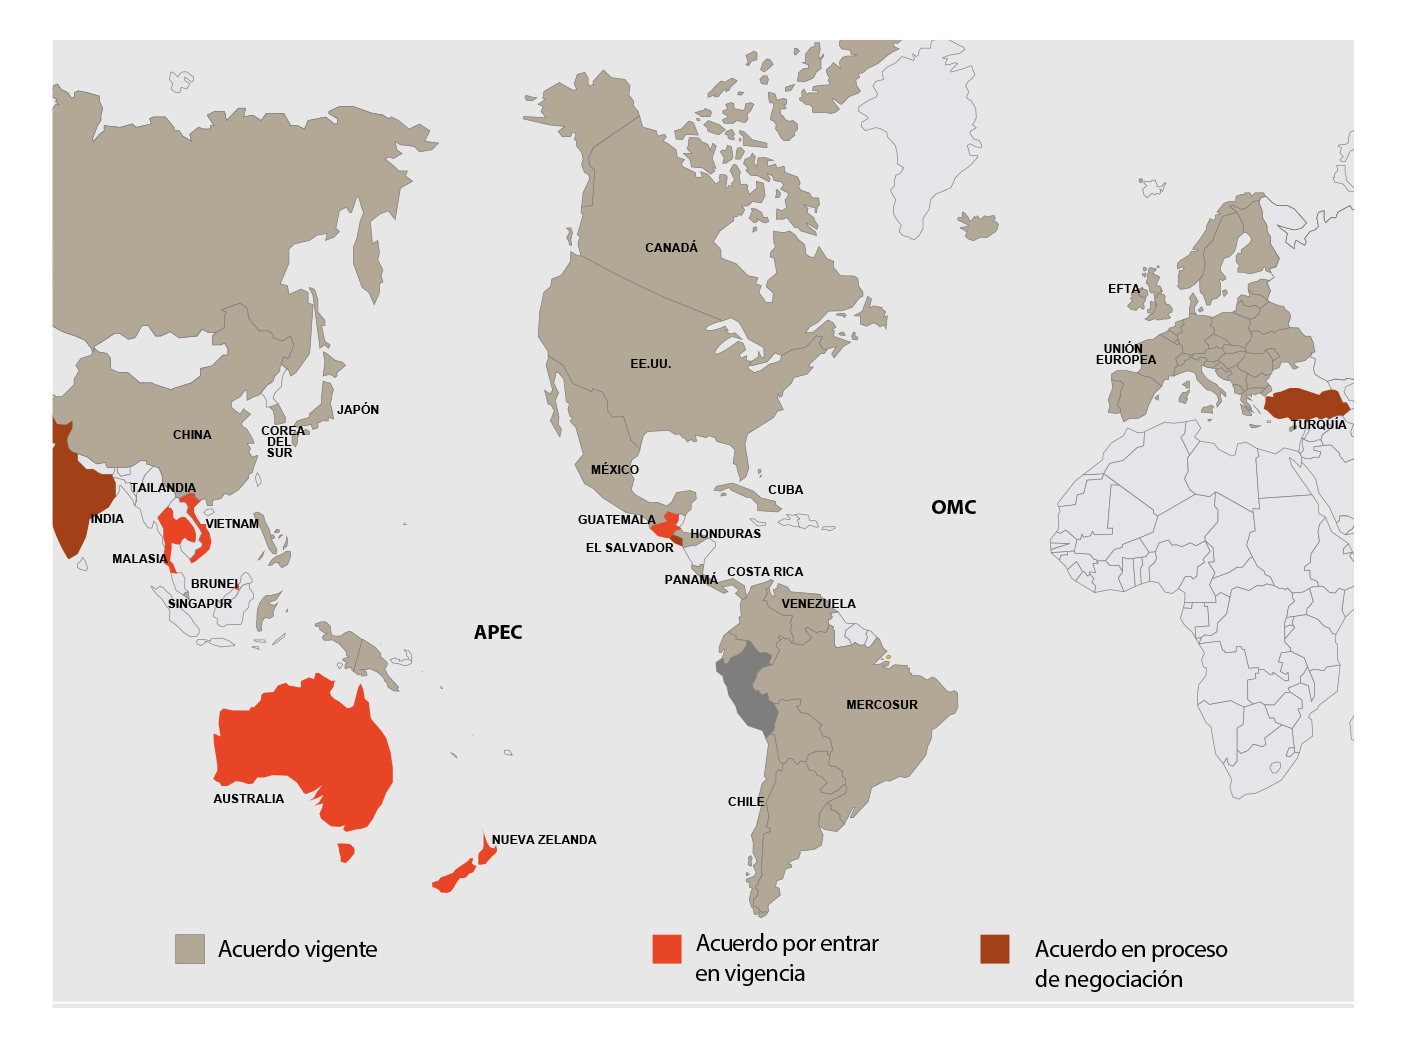 CANADÁ
EFTA
UNIÓN
EUROPEA
EE.UU.
JAPÓN
TURQUÍA
CHINA
COREA
DEL
SUR
MÉXICO
TAILANDIA
CUBA
INDIA
VIETNAM
GUATEMALA
OMC
HONDURAS
EL SALVADOR
MALASIA
BRUNEI
PANAMÁ
COSTA RICA
SINGAPUR
VENEZUELA
APEC
MERCOSUR
AUSTRALIA
CHILE
NUEVA ZELANDA
Acuerdo vigente
Acuerdo por entrar
en vigencia
Acuerdo en proceso
de negociación